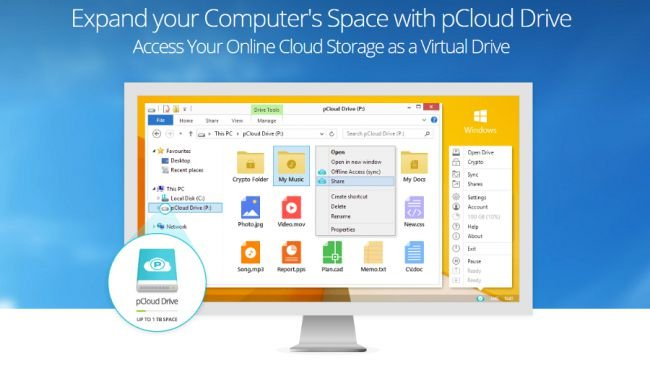 Expand your Computer's Space with pCloud Drive
Access Your Online Cloud Storage as a Virtual Drive
Drive Tools
pCloud Drive (P:)
File
Home
Share
View
Manage
This PC
pCloud Drive (P:)
Search pCloud Drive (P:)
Favourites
Desktop
Recent places
This PC
Local Disk (C:)
pCloud Drive (P:)
Network
Crypto Folder
My Music
My Docs
Photo.jpg
Video.mov
New.css
Song.mp3
Report.pps
Plan.cad
Memo.txt
CV.doc
Open
Open in new window
Offline Access (sync)
Share
Create shortcut
Delete
Rename
Properties
Windows
Open Drive
Crypto
Sync
Shares
Settings
Account
100 GB (10%)
Help
About
Exit
Pause
Ready
Ready
P
pCloud Drive
UP TO 1 TB SPACE